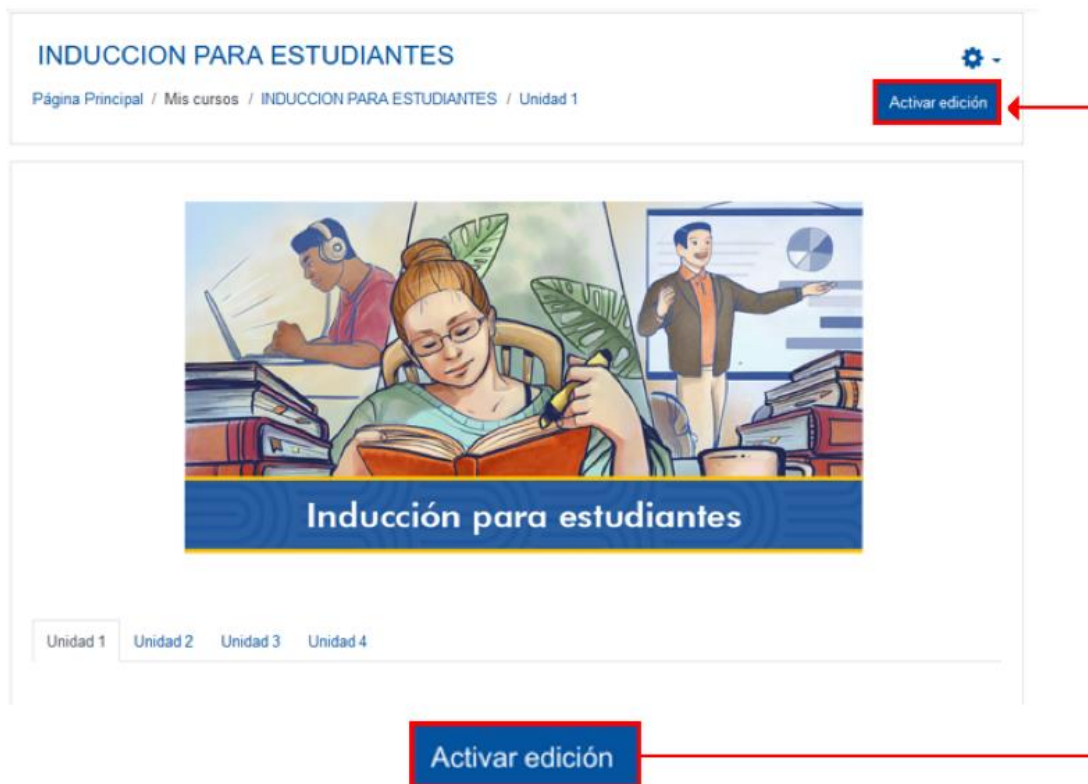 INDUCCION PARA ESTUDIANTES
Página Principal / Mis cursos / INDUCCION PARA ESTUDIANTES / Unidad 1
Activar edición
Inducción para estudiantes
Unidad 1 Unidad 2 Unidad 3 Unidad 4
Activar edición